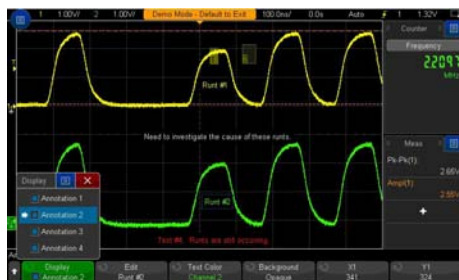 1 1.00V/ 2 1.00V/ Demo Mode - Default to Exit 100.0ns/ 0.0s Auto 1 1.32V
Counter
Frequency
2.2097
MHz
Runt #1
Need to investigate the cause of these runts.
Meas
Pk-Pk(1):
Ampl(1):
Display
Annotation 1
Annotation 2
Annotation 3
Annotation 4
Runt #2
Runts are still occurring.
Display
Annotation 2
Edit
Runt #2
Text Color
Channel 2
Background
Opaque
X1
341
Y1
324